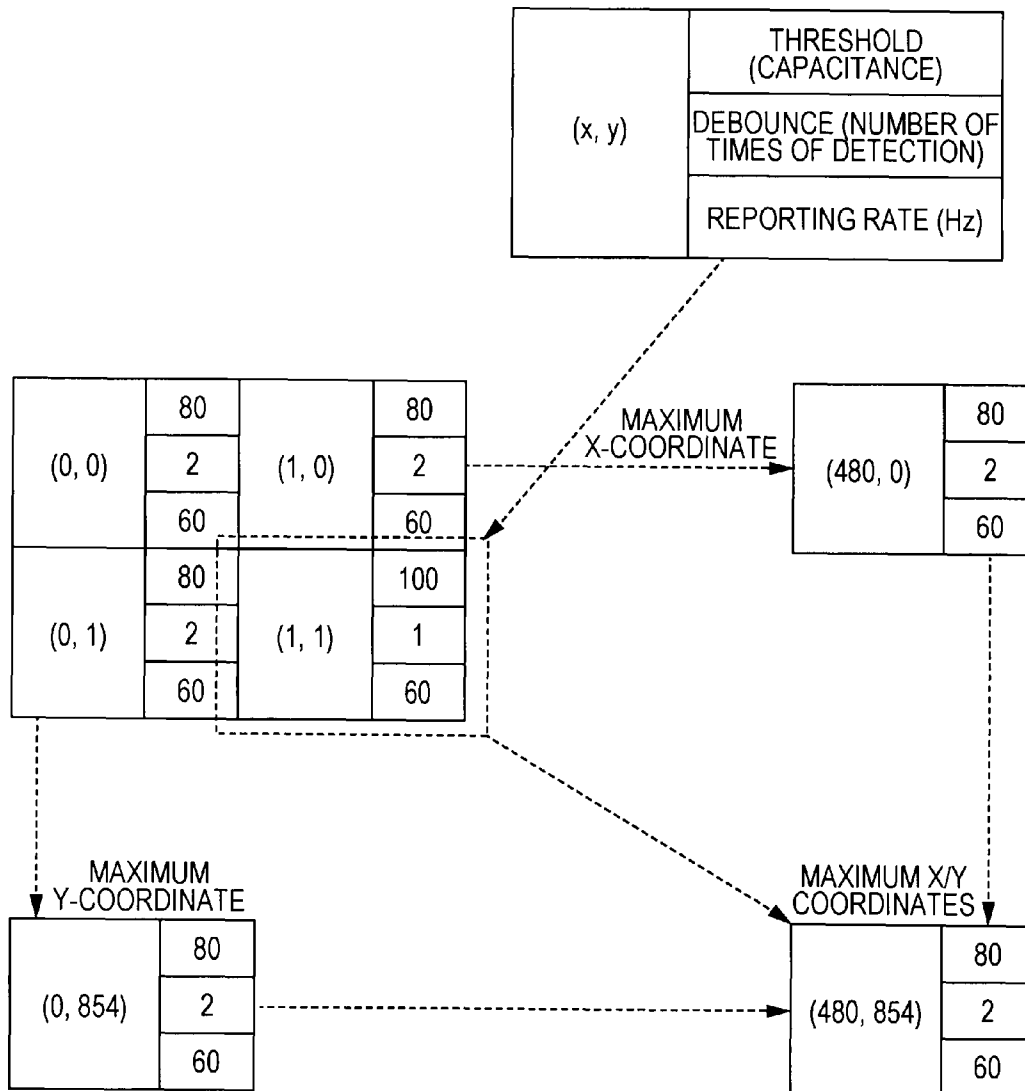 THRESHOLD
(CAPACITANCE)
(x, y)
DEBOUNCE (NUMBER OF
TIMES OF DETECTION)
REPORTING RATE (Hz)
80
(0, 0)
2
60
80
(1, 0)
2
60
MAXIMUM
X-COORDINATE
80
(480, 0)
2
60
80
(0, 1)
2
60
100
(1, 1)
1
60
MAXIMUM
Y-COORDINATE
80
(0, 854)
2
60
MAXIMUM X/Y
COORDINATES
80
(480, 854)
2
60